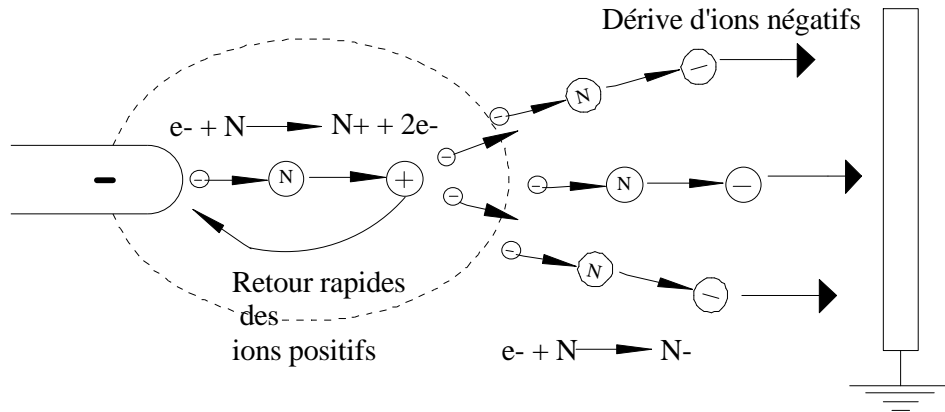 Dérive d'ions négatifs
e- + N → N+ + 2e-
- - N +
- N -
- N -
- N -
Retour rapides
des
ions positifs
e- + N → N-